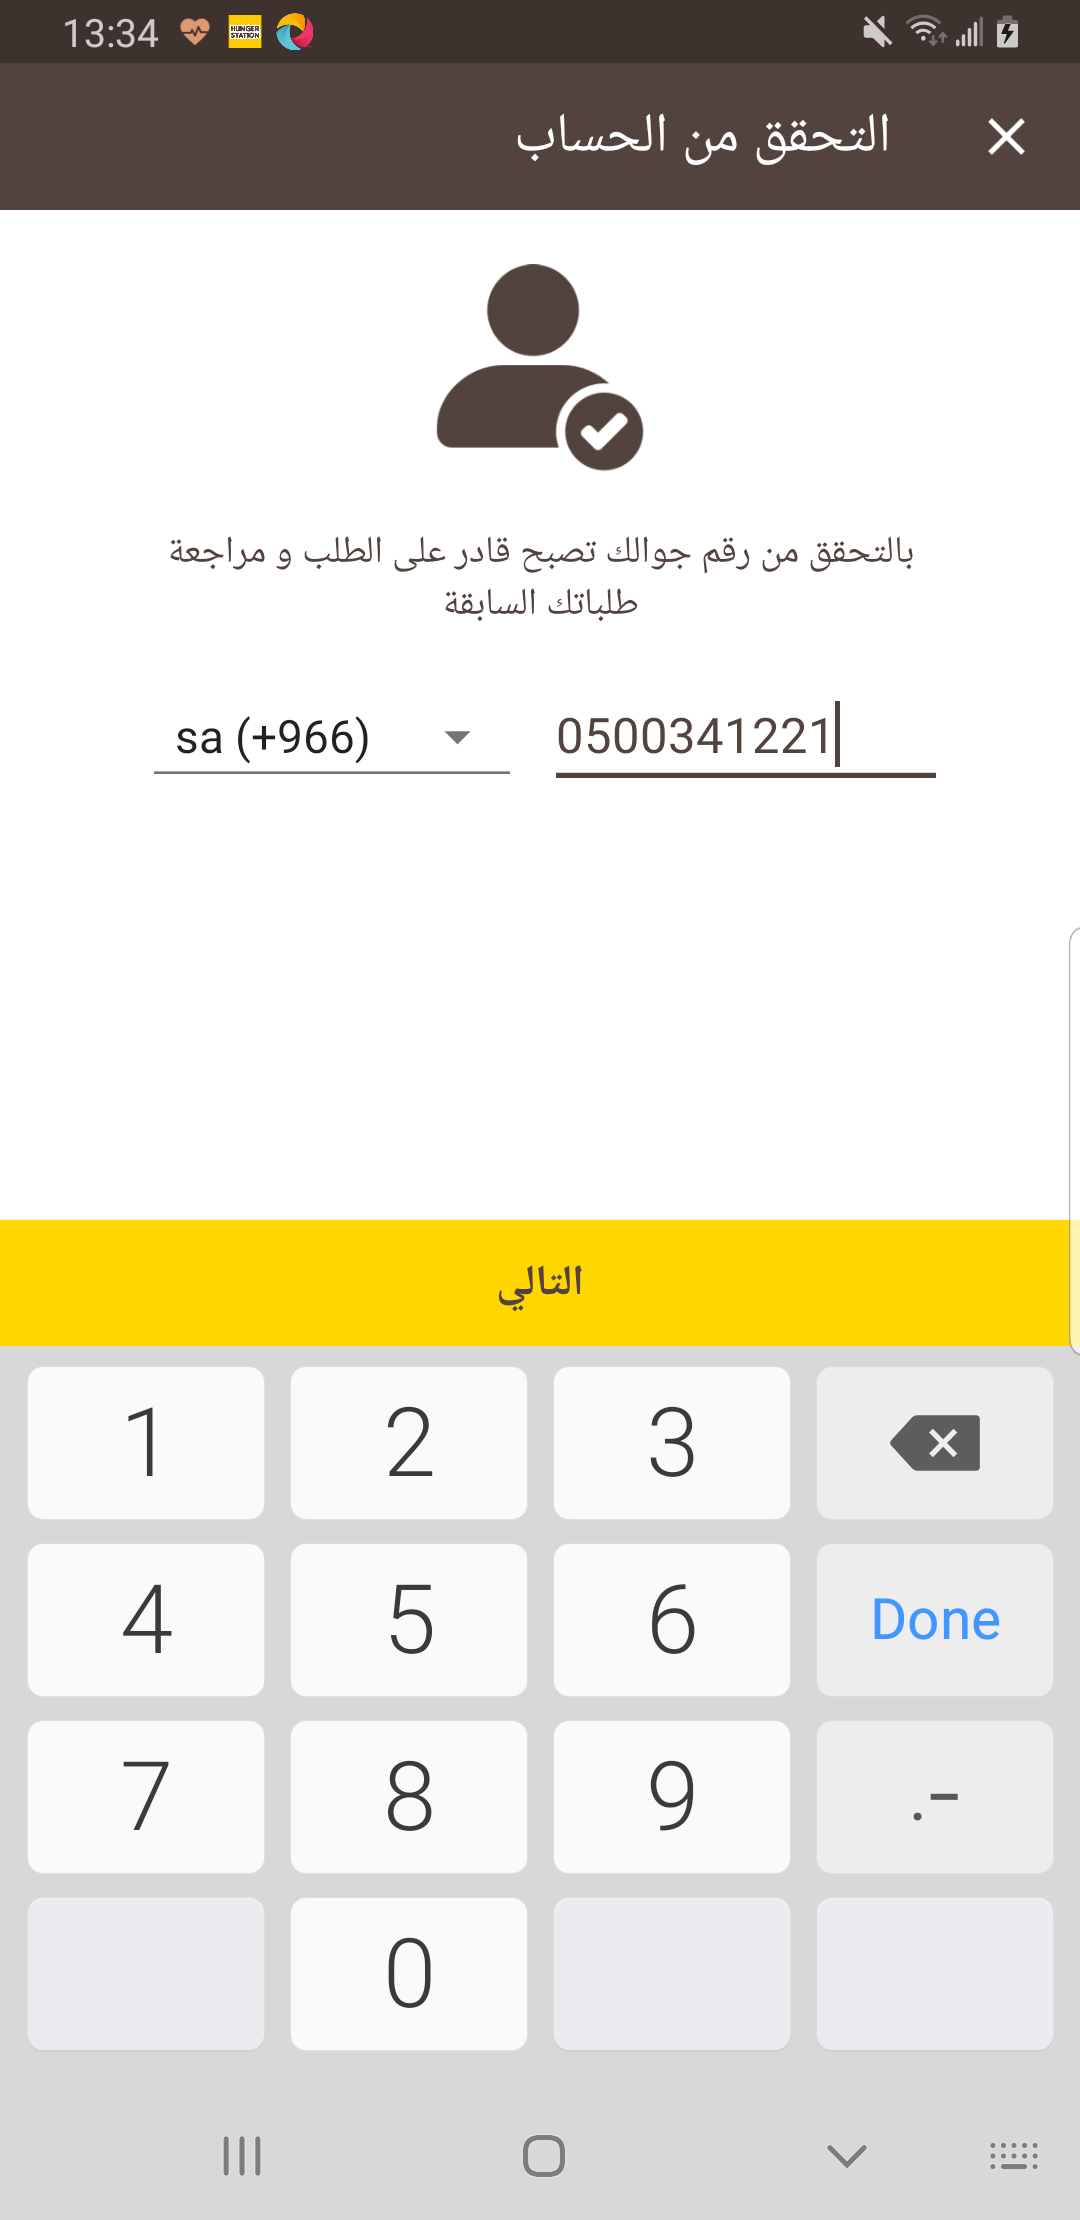 13:34
HUNGER
STATION
التحقق من الحساب
بالتحقق من رقم جوالك تصبح قادر على الطلب و مراجعة
طلباتك السابقة
sa (+966)
0500341221
التالي
1 2 3
4 5 6 Done
7 8 9 .-
0